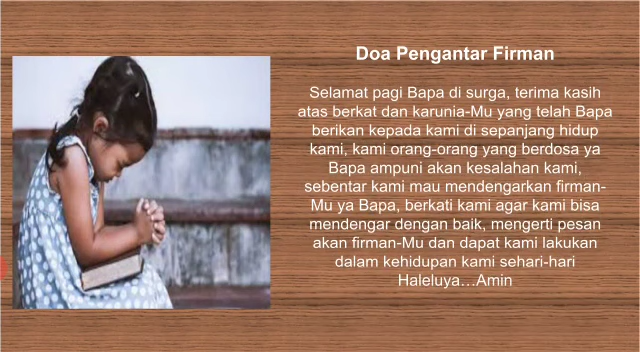 Doa Pengantar Firman
Selamat pagi Bapa di surga, terima kasih
atas berkat dan karunia-Mu yang telah Bapa
berikan kepada kami di sepanjang hidup
kami, kami orang-orang yang berdosa ya
Bapa ampuni akan kesalahan kami,
sebentar kami mau mendengarkan firman-
Mu ya Bapa, berkati kami agar kami bisa
mendengar dengan baik, mengerti pesan
akan firman-Mu dan dapat kami lakukan
dalam kehidupan kami sehari-hari
Haleluya…Amin